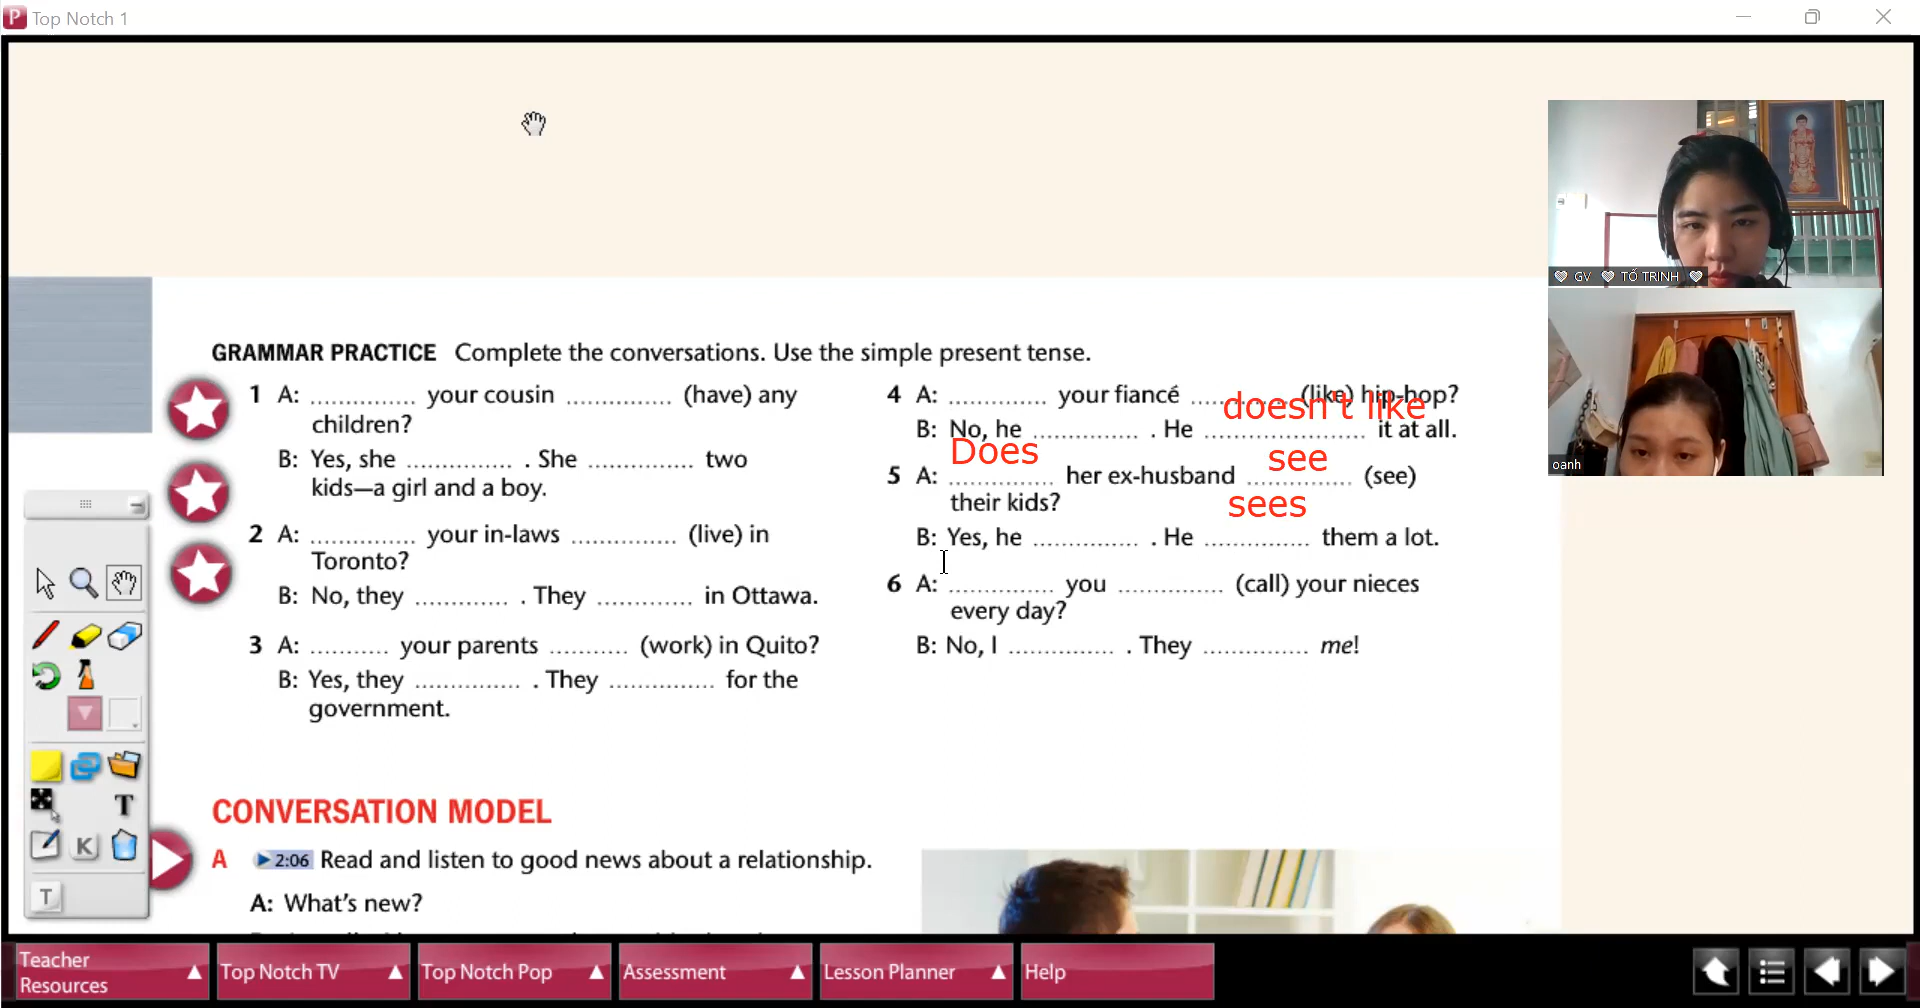 Top Notch 1
GV TỐ TRINH
oanh
GRAMMAR PRACTICE Complete the conversations. Use the simple present tense.
1 A: ............... your cousin ............... (have) any
children?
B: Yes, she ............... . She ............... two
kids—a girl and a boy.
2 A: ............... your in-laws ............... (live) in
Toronto?
B: No, they ............. . They ............. in Ottawa.
3 A: ........... your parents ........... (work) in Quito?
B: Yes, they ............... . They ............... for the
government.
4 A: .............. your fiancé .............. (like) hip-hop?
doesn't like
B: No, he ............... . He ....................... it at all.
Does see
5 A: ............... her ex-husband ............... (see)
their kids?
sees
B: Yes, he ............... . He ............... them a lot.
6 A: ............... you ............... (call) your nieces
every day?
B: No, I ............... . They ............... me!
CONVERSATION MODEL
A 2:06 Read and listen to good news about a relationship.
A: What's new?
T
K
T
Teacher
Resources
Top Notch TV
Top Notch Pop
Assessment
Lesson Planner
Help